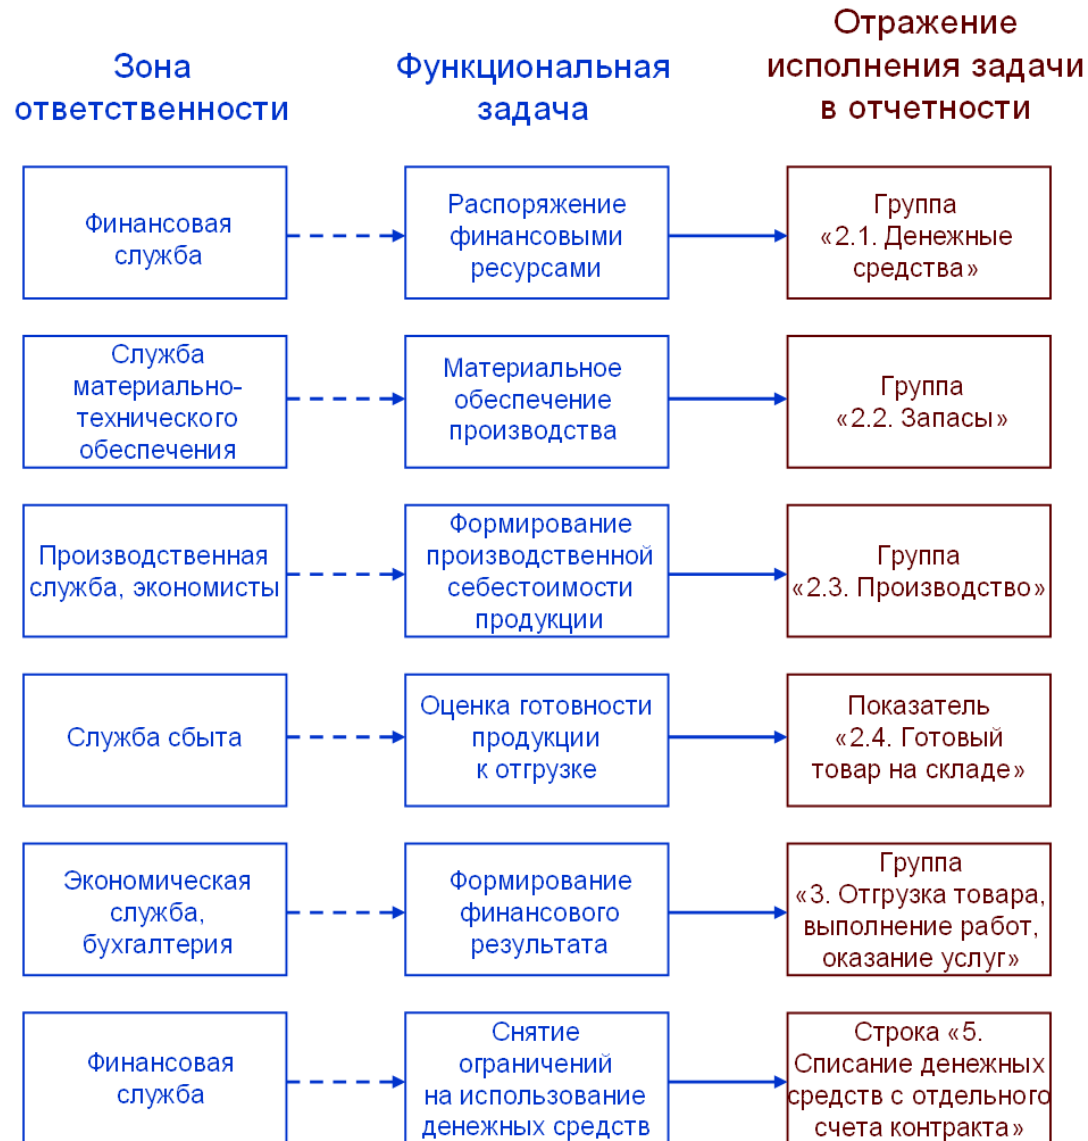 Зона
ответственности
Функциональная
задача
Отражение
исполнения задачи
в отчетности
Финансовая
служба
Распоряжение
финансовыми
ресурсами
Группа
«2.1. Денежные
средства»
Служба
материально-
технического
обеспечения
Материальное
обеспечение
производства
Группа
«2.2. Запасы»
Производственная
служба, экономисты
Формирование
производственной
себестоимости
продукции
Группа
«2.3. Производство»
Служба сбыта
Оценка готовности
продукции
к отгрузке
Показатель
«2.4. Готовый
товар на складе»
Экономическая
служба,
бухгалтерия
Формирование
финансового
результата
Группа
«3. Отгрузка товара,
выполнение работ,
оказание услуг»
Финансовая
служба
Снятие
ограничений
на использование
денежных средств
Строка «5.
Списание денежных
средств с отдельного
счета контракта»